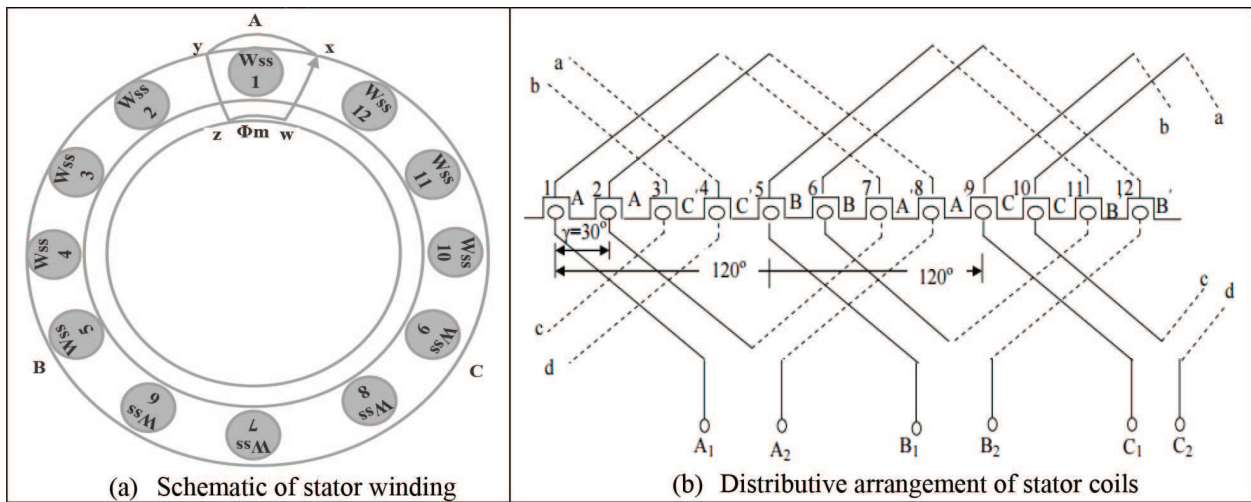 A
y
x
Wss
1
Wss
2
Wss
12
z
Φm
w
Wss
3
Wss
11
Wss
4
Wss
10
Wss
5
Wss
9
B
C
Wss
6
Wss
8
Wss
7
(a) Schematic of stator winding
a
b
b
a
1 2 3 4 5 6 7 8 9 10 11 12
A A C' C' B B A' A' C C B' B'
γ=30°
120° 120°
c
d
c
d
A1 A2 B1 B2 C1 C2
(b) Distributive arrangement of stator coils